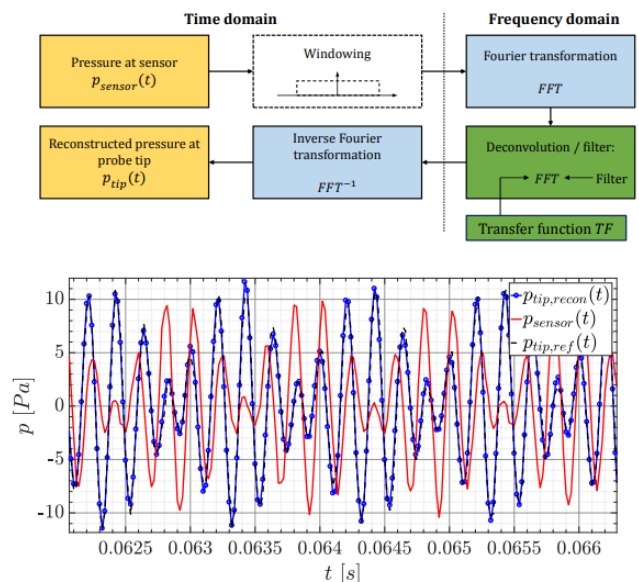 Time domain
Frequency domain
Pressure at sensor
p_sensor(t)
Windowing
Fourier transformation
FFT
Reconstructed pressure at
probe tip
p_tip(t)
Inverse Fourier
transformation
FFT⁻¹
Deconvolution / filter:
FFT
Filter
Transfer function TF
p_tip,recon(t)
p_sensor(t)
p_tip,ref(t)
p [Pa]
10
5
0
-5
-10
0.0625 0.063 0.0635 0.064 0.0645 0.065 0.0655 0.066
t [s]